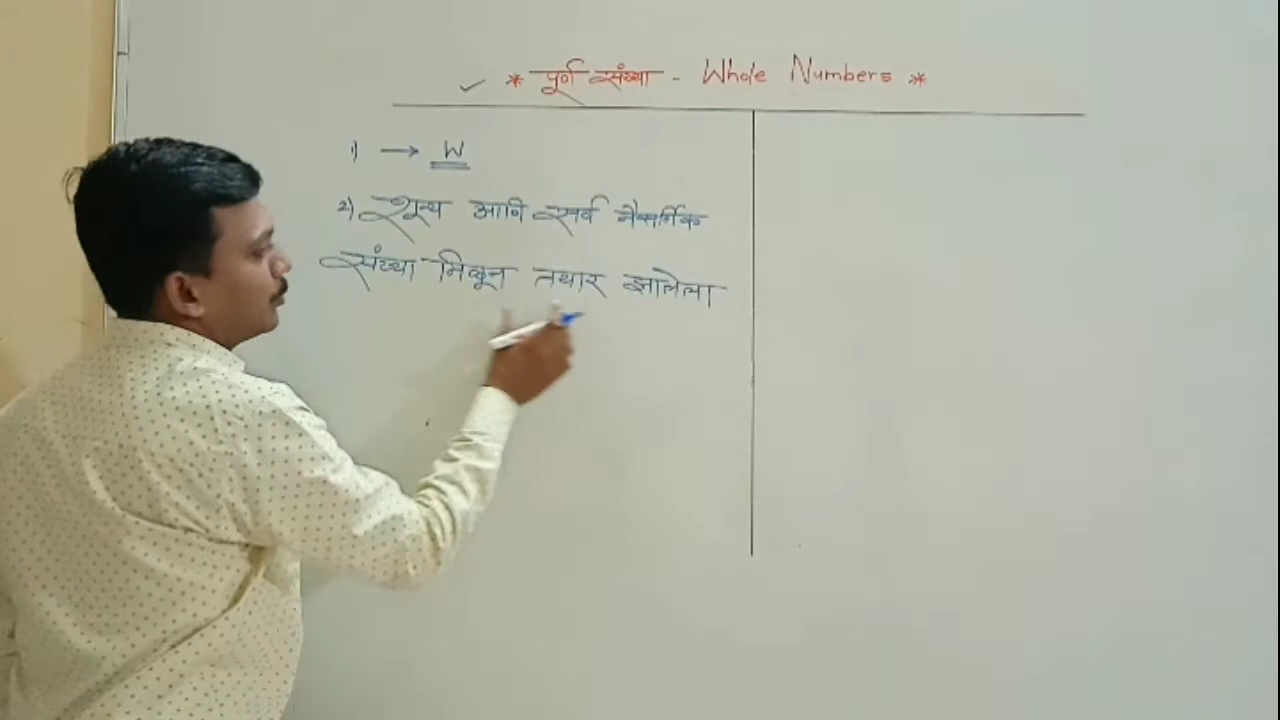 * पूर्ण संख्या - Whole Numbers *
1) → W
2) शून्य आणि सर्व नैसर्गिक
संख्या मिळून तयार झालेला